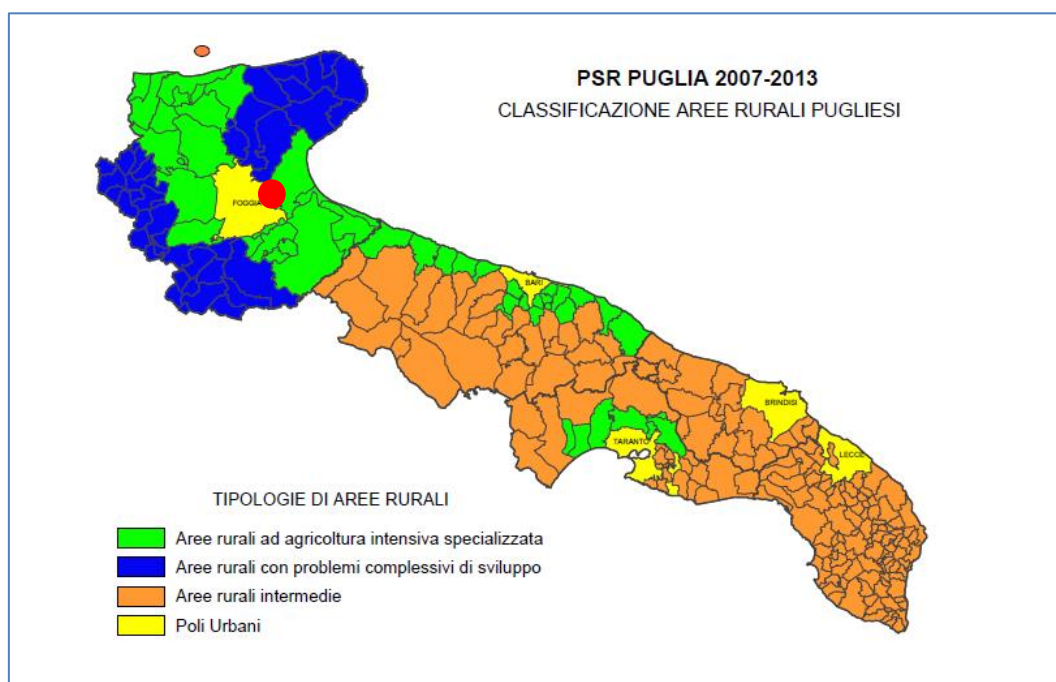 PSR PUGLIA 2007-2013
CLASSIFICAZIONE AREE RURALI PUGLIESI
FOGGIA
BARI
BRINDISI
TARANTO
LECCE
TIPOLOGIE DI AREE RURALI
Aree rurali ad agricoltura intensiva specializzata
Aree rurali con problemi complessivi di sviluppo
Aree rurali intermedie
Poli Urbani